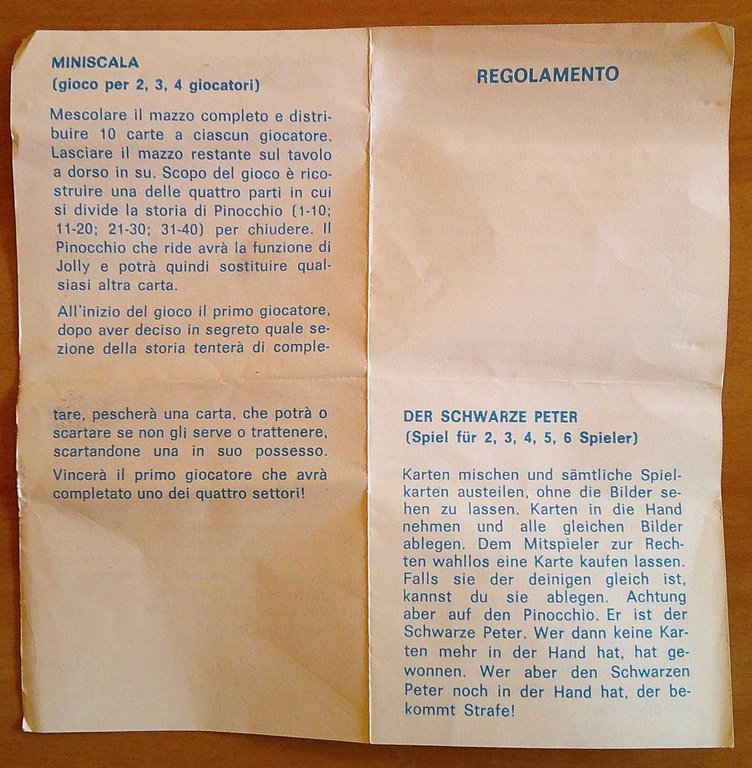 MINISCALA
(gioco per 2, 3, 4 giocatori)
Mescolare il mazzo completo e distri-
buire 10 carte a ciascun giocatore.
Lasciare il mazzo restante sul tavolo
a dorso in su. Scopo del gioco è rico-
struire una delle quattro parti in cui
si divide la storia di Pinocchio (1-10;
11-20; 21-30; 31-40) per chiudere. Il
Pinocchio che ride avrà la funzione di
Jolly e potrà quindi sostituire qual-
siasi altra carta.
All'inizio del gioco il primo giocatore,
dopo aver deciso in segreto quale se-
zione della storia tenterà di comple-
tare, pescherà una carta, che potrà o
scartare se non gli serve o trattenere,
scartandone una in suo possesso.
Vincerà il primo giocatore che avrà
completato uno dei quattro settori!
REGOLAMENTO
DER SCHWARZE PETER
(Spiel für 2, 3, 4, 5, 6 Spieler)
Karten mischen und sämtliche Spiel-
karten austeilen, ohne die Bilder se-
hen zu lassen. Karten in die Hand
nehmen und alle gleichen Bilder
ablegen. Dem Mitspieler zur Rech-
ten wahllos eine Karte kaufen lassen.
Falls sie der deinigen gleich ist,
kannst du sie ablegen. Achtung
aber auf den Pinocchio. Er ist der
Schwarze Peter. Wer dann keine Kar-
ten mehr in der Hand hat, hat ge-
wonnen. Wer aber den Schwarzen
Peter noch in der Hand hat, der be-
kommt Strafe!